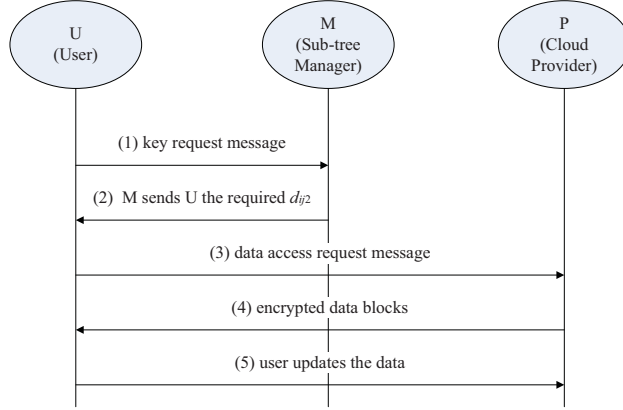 U
(User)
M
(Sub-tree
Manager)
P
(Cloud
Provider)
(1) key request message
(2) M sends U the required dij2
(3) data access request message
(4) encrypted data blocks
(5) user updates the data